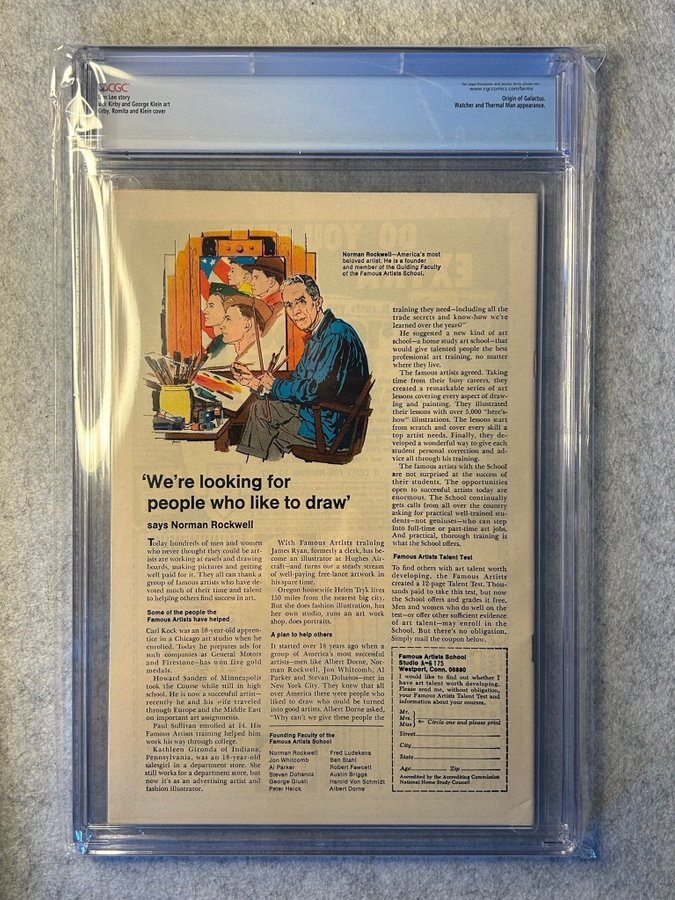 CGC
For Legal Disclaimer and Service Terms please visit
www.cgccomics.com/terms
Lee story
Kirby and George Klein art
Kirby, Romita and Klein cover
Origin of Galactus.
Watcher and Thermal Man appearance.
Norman Rockwell—America's most
beloved artist. He is a founder
and member of the Guiding Faculty
of the Famous Artists School.
'We're looking for
people who like to draw'
says Norman Rockwell
Today hundreds of men and women
who never thought they could be art-
ists are working at easels and drawing
boards, making pictures and getting
well paid for it. They all can thank a
group of famous artists who have de-
voted much of their time and talent
to helping others find success in art.
Some of the people the
Famous Artists have helped
Carl Kock was an 18-year-old appren-
tice in a Chicago art studio when he
enrolled. Today he prepares ads for
such companies as General Motors
and Firestone—has won five gold
medals.
Howard Sanden of Minneapolis
took the Course while still in high
school. He is now a successful artist—
recently he and his wife traveled
through Europe and the Middle East
on important art assignments.
Paul Sullivan enrolled at 14. His
Famous Artists training helped him
work his way through college.
Kathleen Gironda of Indiana,
Pennsylvania, was an 18-year-old
salesgirl in a department store. She
still works for a department store, but
now it's as an advertising artist and
fashion illustrator.
With Famous Artists training
James Ryan, formerly a clerk, has be-
come an illustrator at Hughes Air-
craft—and turns out a steady stream
of well-paying free-lance artwork in
his spare time.
Oregon housewife Helen Tryk lives
150 miles from the nearest big city.
But she does fashion illustration, has
her own studio, runs an art work
shop, does portraits.
A plan to help others
It started over 18 years ago when a
group of America's most successful
artists—men like Albert Dorne, Nor-
man Rockwell, Jon Whitcomb, Al
Parker and Stevan Dohanos—met in
New York City. They knew that all
over America there were people who
liked to draw who could be turned
into good artists. Albert Dorne asked,
"Why can't we give these people the
Founding Faculty of the
Famous Artists School
Norman Rockwell
Jon Whitcomb
Al Parker
Stevan Dohanos
George Giusti
Peter Helck
Fred Ludekens
Ben Stahl
Robert Fawcett
Austin Briggs
Harold Von Schmidt
Albert Dorne
training they need—including all the
trade secrets and know-how we've
learned over the years?"
He suggested a new kind of art
school—a home study art school—that
would give talented people the best
professional art training, no matter
where they live.
The famous artists agreed. Taking
time from their busy careers, they
created a remarkable series of art
lessons covering every aspect of draw-
ing and painting. They illustrated
their lessons with over 5,000 "here's-
how" illustrations. The lessons start
from scratch and cover every skill a
top artist needs. Finally, they de-
veloped a wonderful way to give each
student personal correction and ad-
vice all through his training.
The famous artists with the School
are not surprised at the success of
their students. The opportunities
open to successful artists today are
enormous. The School continually
gets calls from all over the country
asking for practical well-trained stu-
dents—not geniuses—who can step
into full-time or part-time art jobs.
And practical, thorough training is
what the School offers.
Famous Artists Talent Test
To find others with art talent worth
developing, the Famous Artists
created a 12-page Talent Test. Thou-
sands paid to take this test, but now
the School offers and grades it free.
Men and women who do well on the
test—or offer other sufficient evidence
of art talent—may enroll in the
School. But there's no obligation.
Simply mail the coupon below.
Famous Artists School
Studio A-6175
Westport, Conn. 06880
I would like to find out whether I
have art talent worth developing.
Please send me, without obligation,
your Famous Artists Talent Test and
information about your courses.
Mr.
Mrs.
Miss
Circle one and please print
Street
City
State
Age Zip
Accredited by the Accrediting Commission
National Home Study Council